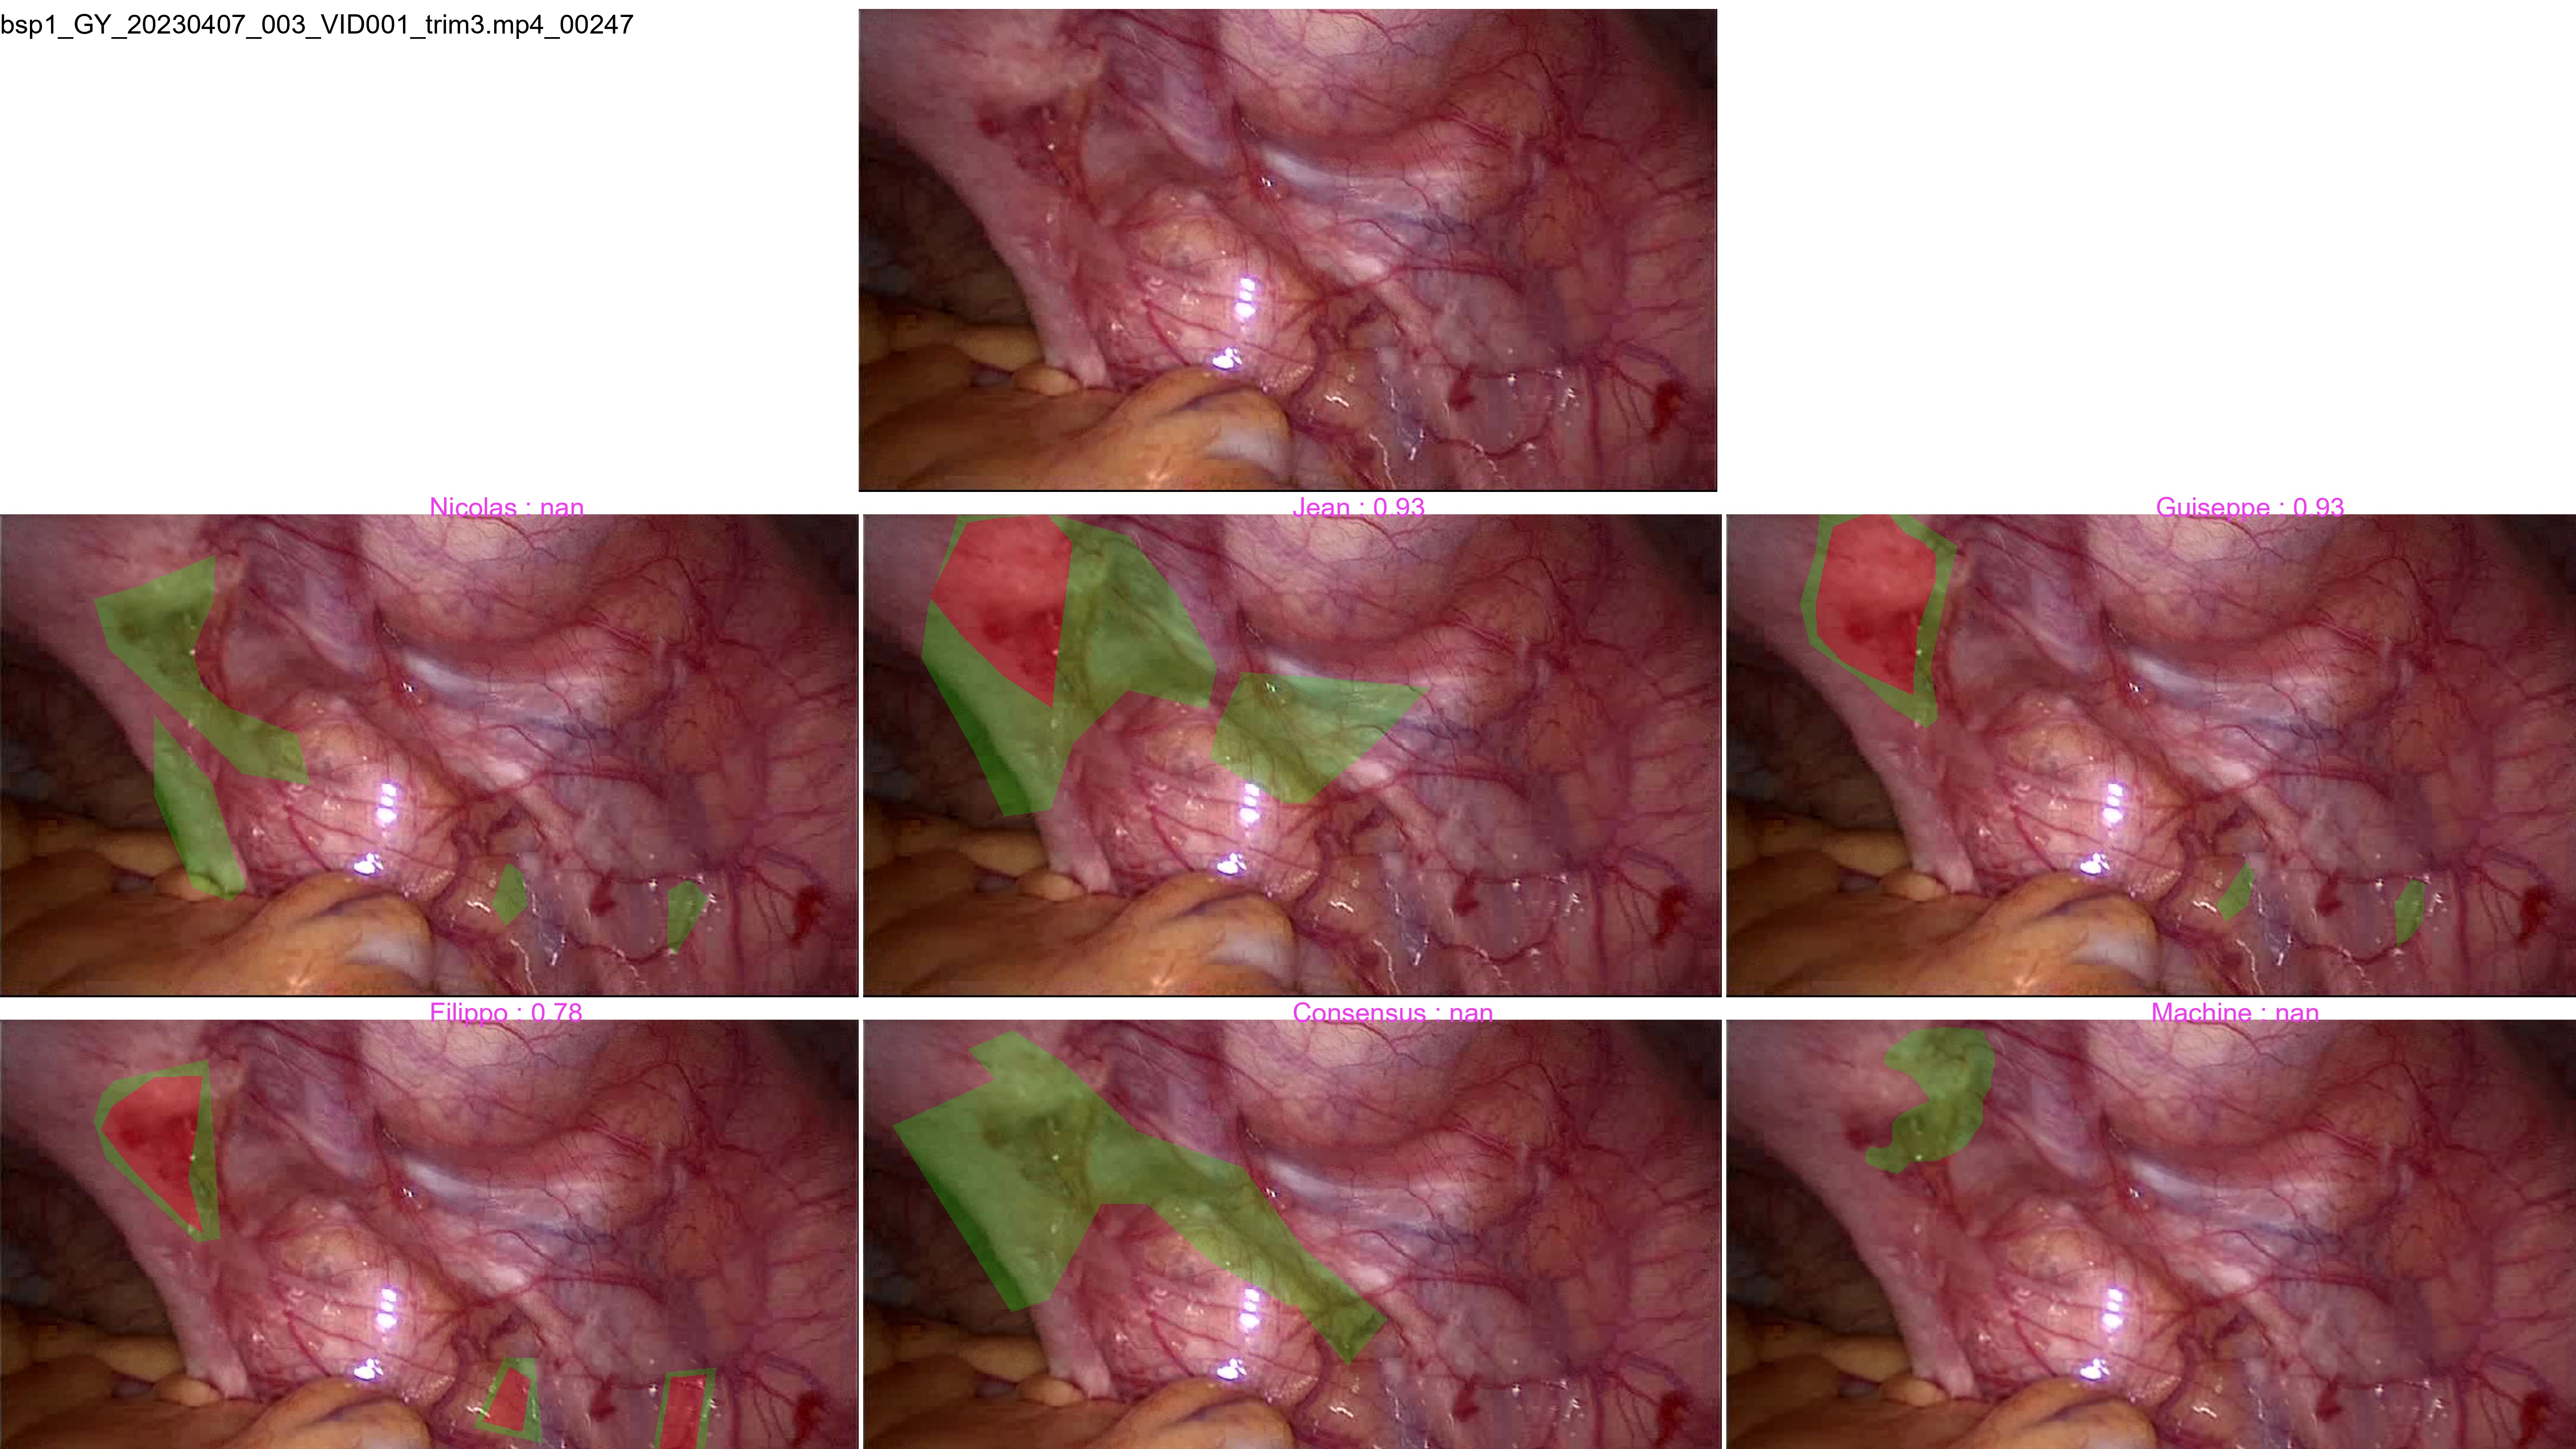 bsp1_GY_20230407_003_VID001_trim3.mp4_00247
Nicolas : nan
Jean : 0.93
Guiseppe : 0.93
Filippo : 0.78
Consensus : nan
Machine : nan